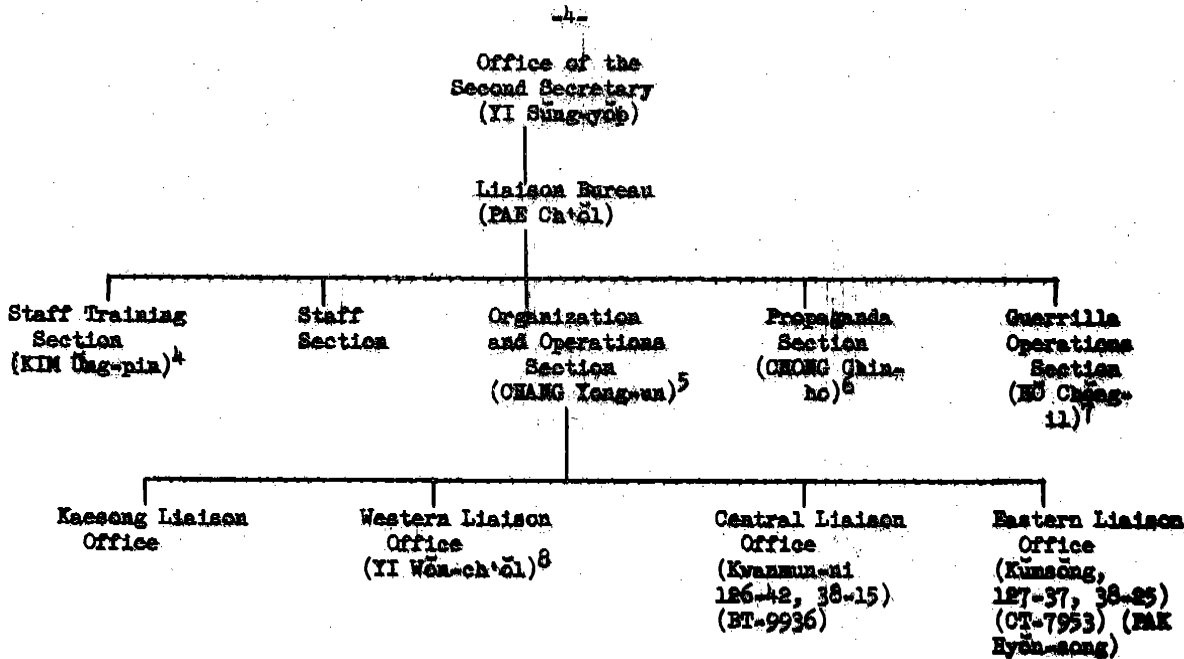 -4-
Office of the
Second Secretary
(YI Sŭng-yŏp)
Liaison Bureau
(PAE Ch'ŏl)
Staff Training
Section
(KIM Ŭng-pin)4
Staff
Section
Organization
and Operations
Section
(CHANG Yong-un)5
Propaganda
Section
(CHONG Chin-
ho)6
Guerrilla
Operations
Section
(HŎ Chŏng-
il)7
Kaesong Liaison
Office
Western Liaison
Office
(YI Wŏn-ch'ŏl)8
Central Liaison
Office
(Kwanmun-ni
126-42, 38-15)
(BT-9936)
Eastern Liaison
Office
(Kŭmsŏng,
127-37, 38-25)
(CT-7953) (PAK
Hyŏn-song)